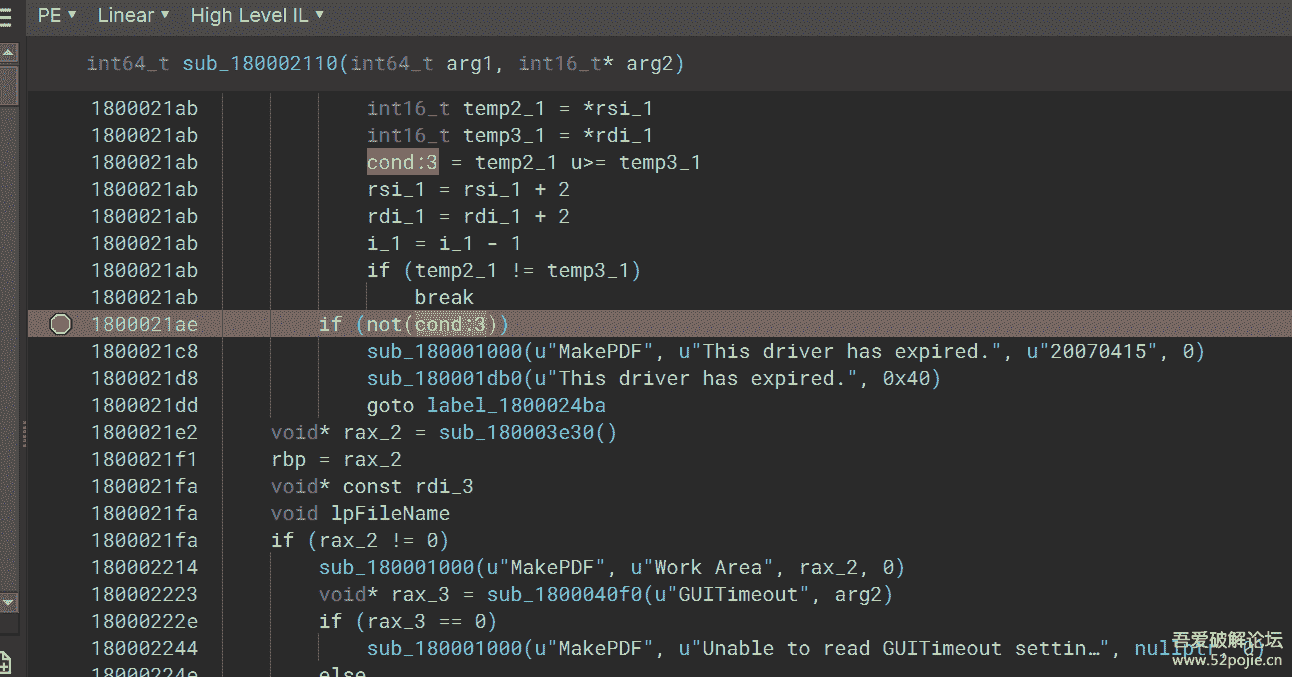 PE ▾ Linear ▾ High Level IL ▾
int64_t sub_180002110(int64_t arg1, int16_t* arg2)
1800021ab int16_t temp2_1 = *rsi_1
1800021ab int16_t temp3_1 = *rdi_1
1800021ab cond:3 = temp2_1 u>= temp3_1
1800021ab rsi_1 = rsi_1 + 2
1800021ab rdi_1 = rdi_1 + 2
1800021ab i_1 = i_1 - 1
1800021ab if (temp2_1 != temp3_1)
1800021ab break
1800021ae if (not(cond:3))
1800021c8 sub_180001000(u"MakePDF", u"This driver has expired.", u"20070415", 0)
1800021d8 sub_180001db0(u"This driver has expired.", 0x40)
1800021dd goto label_1800024ba
1800021e2 void* rax_2 = sub_180003e30()
1800021f1 rbp = rax_2
1800021fa void* const rdi_3
1800021fa void lpFileName
1800021fa if (rax_2 != 0)
180002214 sub_180001000(u"MakePDF", u"Work Area", rax_2, 0)
180002223 void* rax_3 = sub_1800040f0(u"GUITimeout", arg2)
18000222e if (rax_3 == 0)
180002244 sub_180001000(u"MakePDF", u"Unable to read GUITimeout settin…", nullptr, 0)
18000224e else
吾爱破解论坛
www.52pojie.cn